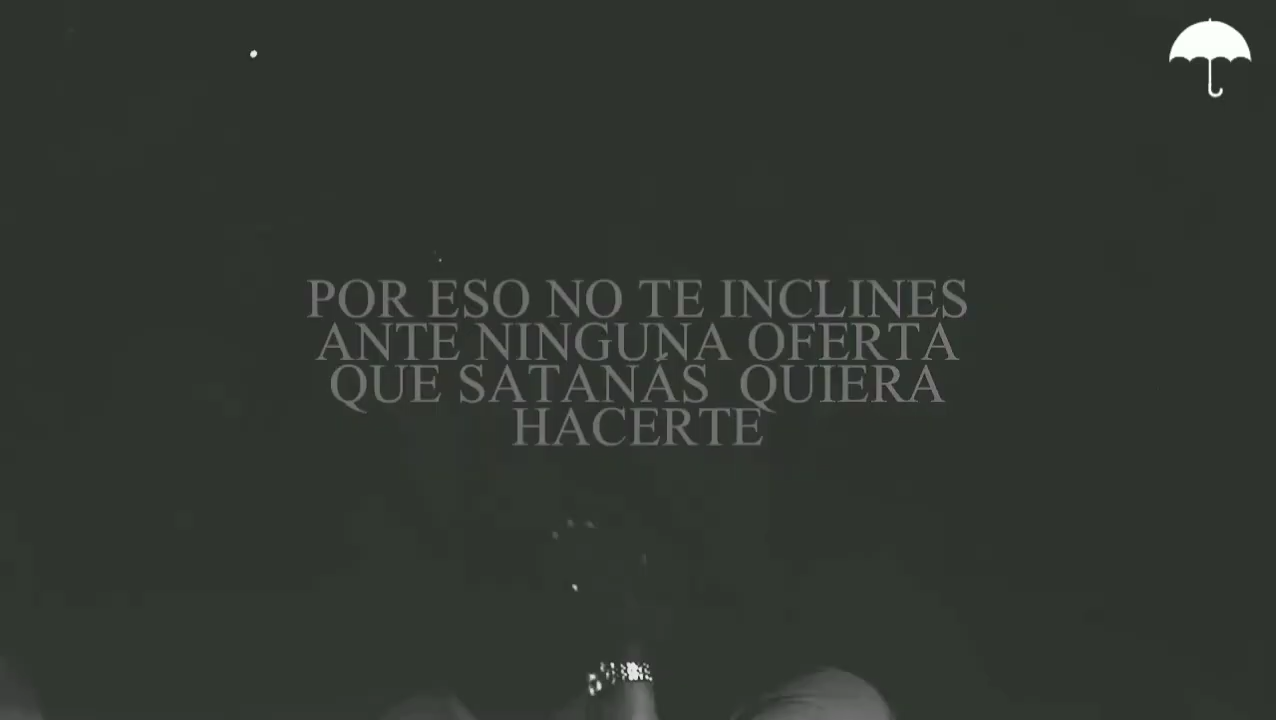 POR ESO NO TE INCLINES
ANTE NINGUNA OFERTA
QUE SATANÁS QUIERA
HACERTE